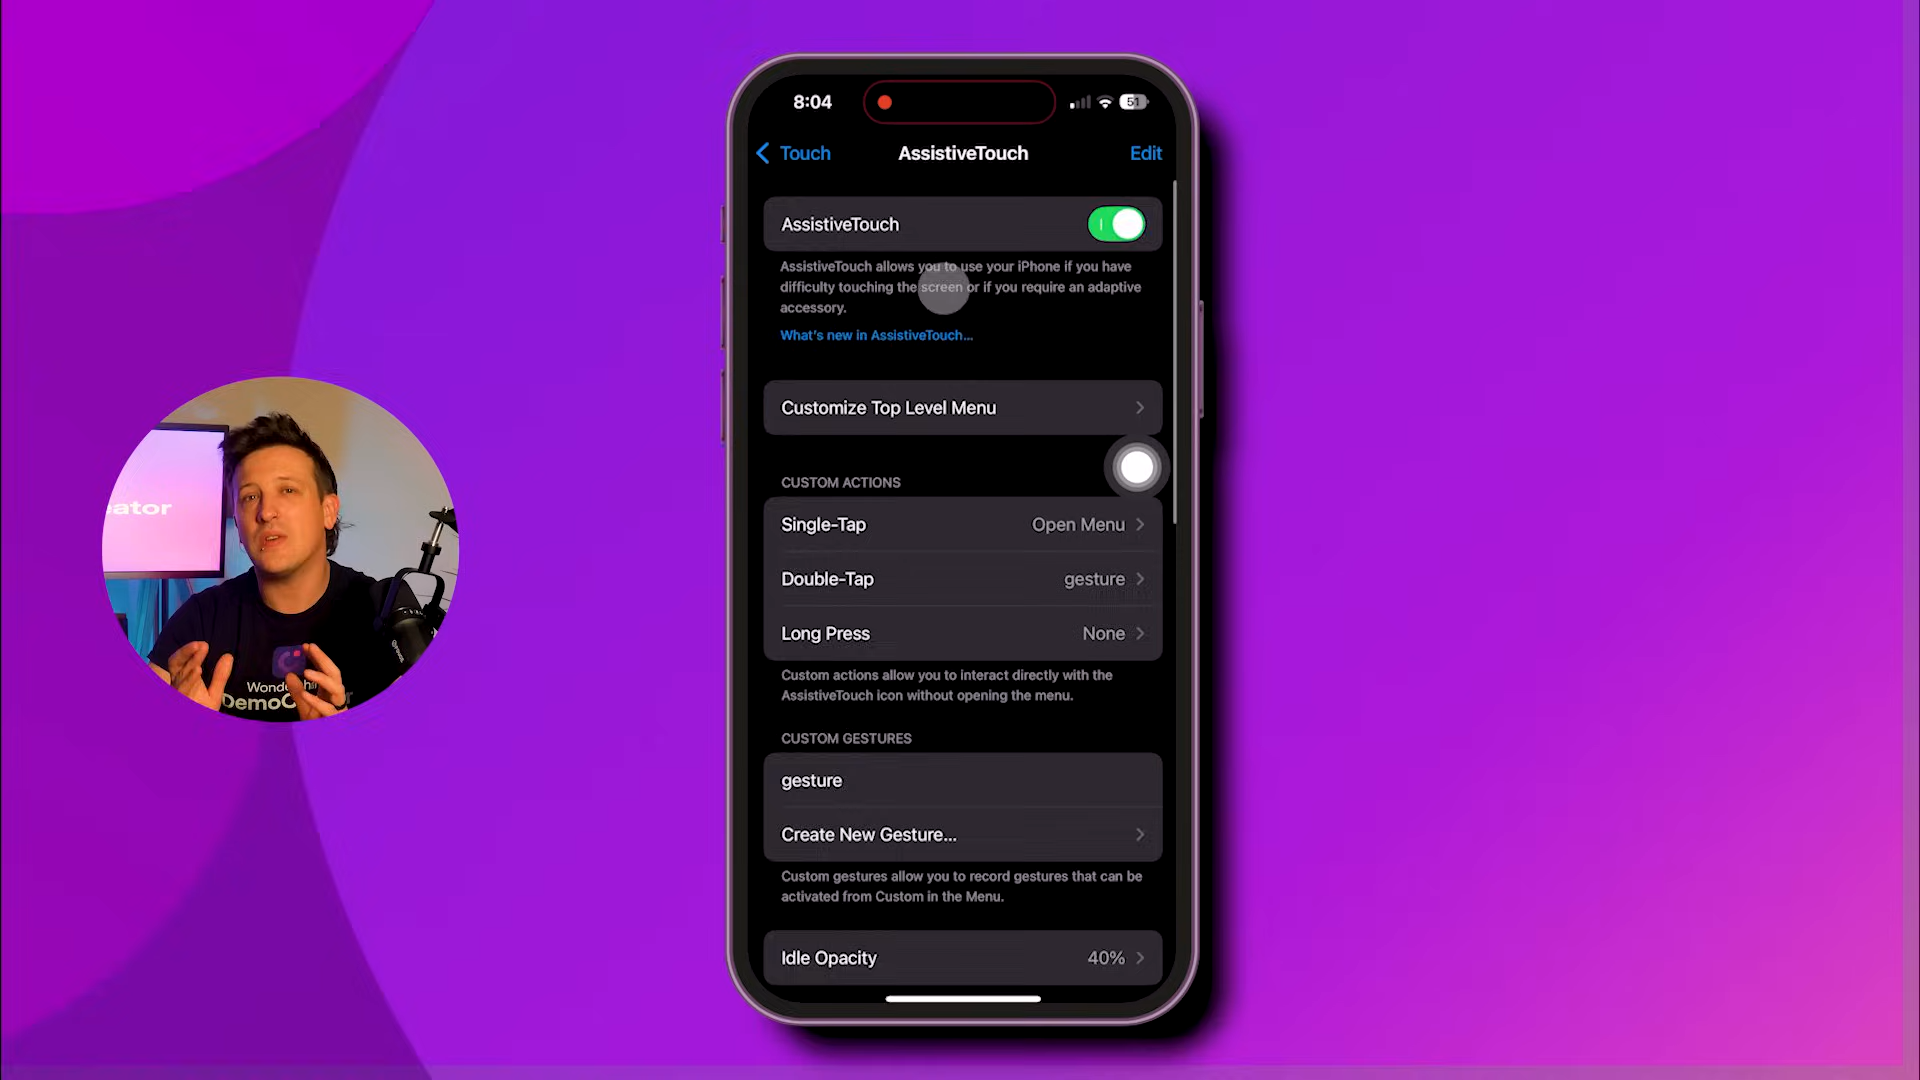 8:04
51
Touch
AssistiveTouch
Edit
AssistiveTouch
AssistiveTouch allows you to use your iPhone if you have
difficulty touching the screen or if you require an adaptive
accessory.
What's new in AssistiveTouch...
Customize Top Level Menu
CUSTOM ACTIONS
Single-Tap Open Menu
Double-Tap gesture
Long Press None
Custom actions allow you to interact directly with the
AssistiveTouch icon without opening the menu.
CUSTOM GESTURES
gesture
Create New Gesture...
Custom gestures allow you to record gestures that can be
activated from Custom in the Menu.
Idle Opacity 40%